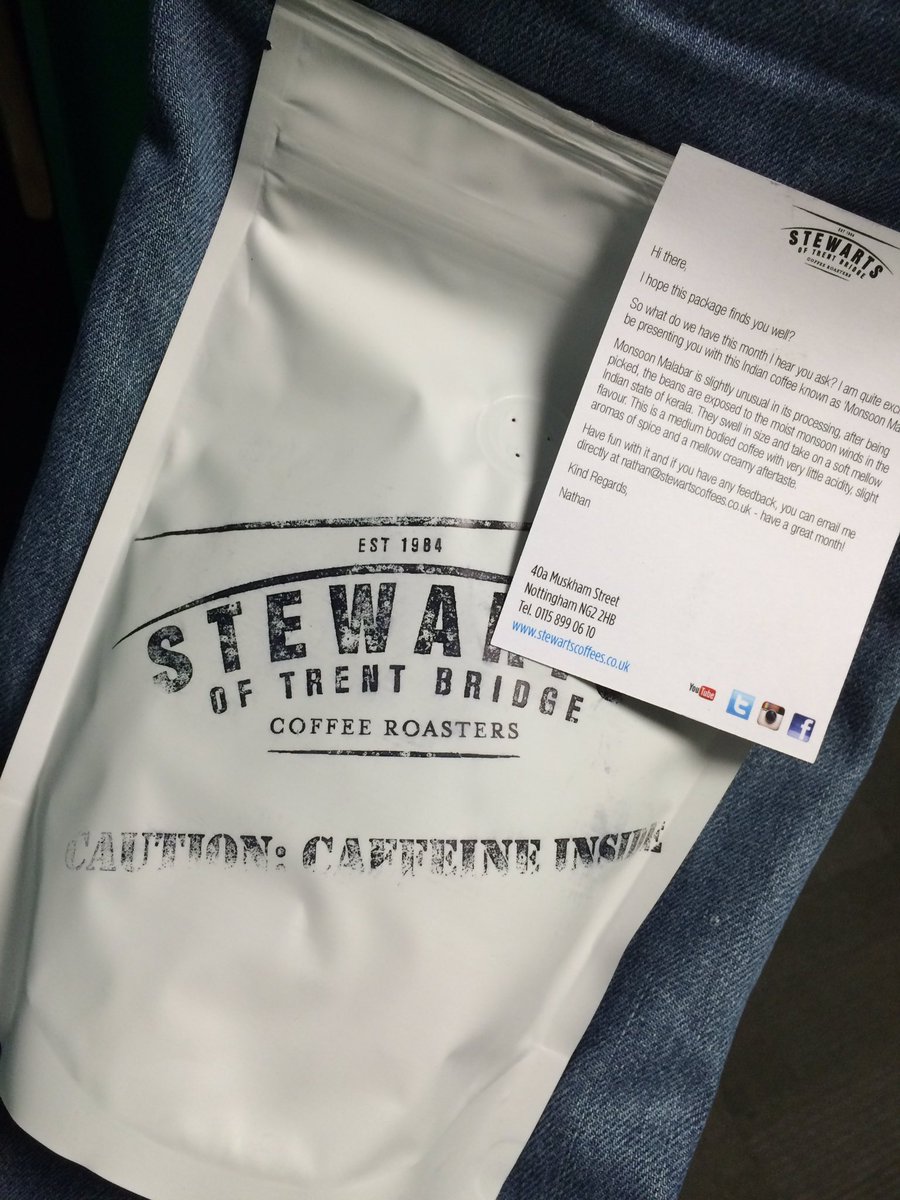 EST 1984
OF TRENT BRIDGE
COFFEE ROASTERS
CAUTION: CAFFEINE INSIDE
EST 1984
STEWARTS
OF TRENT BRIDGE
COFFEE ROASTERS
Hi there,
I hope this package finds you well?
So what do we have this month I hear you ask? I am quite
be presenting you with this Indian coffee known as 'Monsoon
Monsoon Malabar is slightly unusual in its processing, after being
picked, the beans are exposed to the moist monsoon winds in the
Indian state of kerala. They swell in size and take on a soft mellow
flavour. This is a medium bodied coffee with very little acidity, slight
aromas of spice and a mellow creamy aftertaste.
Have fun with it and if you have any feedback, you can email me
directly at nathan@stewartscoffees.co.uk - have a great month!
Kind Regards,
Nathan
40a Muskham Street
Nottingham NG2 2HB
Tel. 0115 899 06 10
www.stewartscoffees.co.uk
YouTube